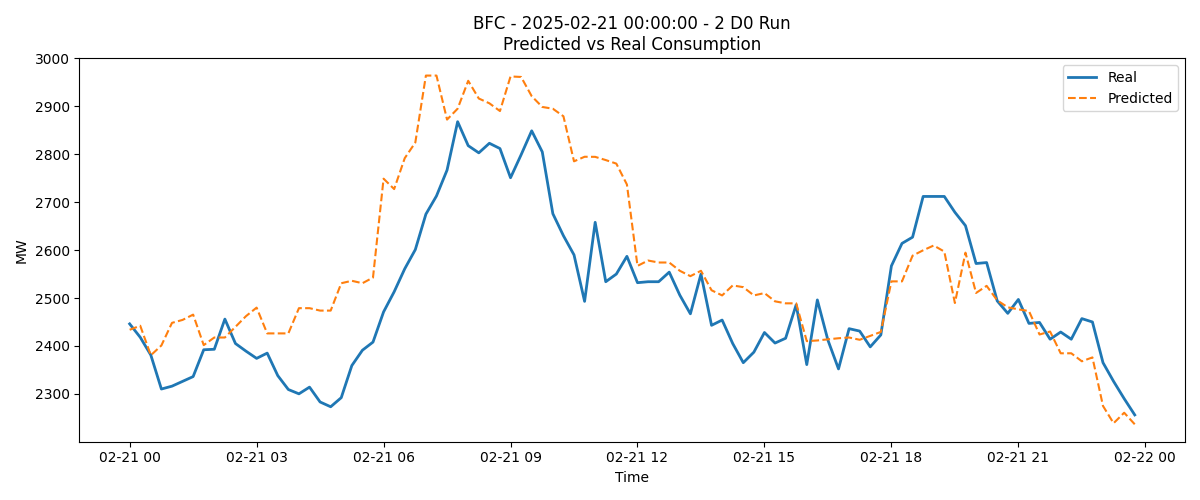 BFC - 2025-02-21 00:00:00 - 2 D0 Run
Predicted vs Real Consumption
3000
2900
2800
2700
2600
2500
2400
2300
MW
Real
Predicted
02-21 00
02-21 03
02-21 06
02-21 09
02-21 12
02-21 15
02-21 18
02-21 21
02-22 00
Time